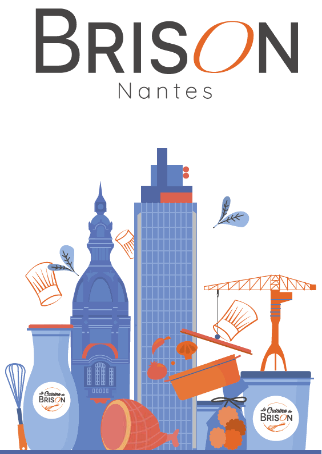 BRISON
Nantes
La Cuisine de
BRISON
La Cuisine de
BRISON